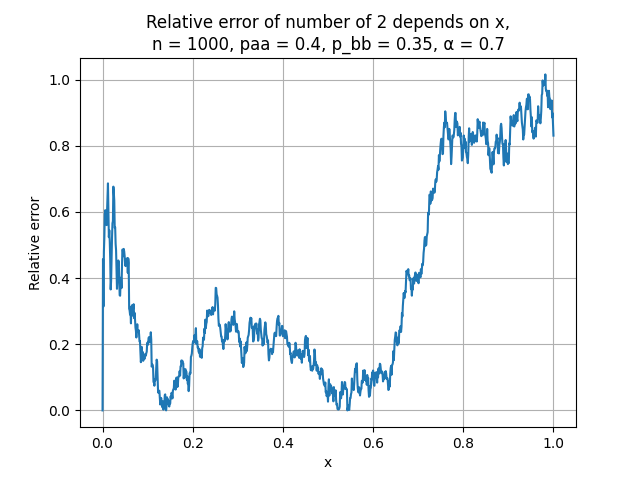 Relative error of number of 2 depends on x,
n = 1000, paa = 0.4, p_bb = 0.35, α = 0.7
1.0
0.8
0.6
0.4
0.2
0.0
Relative error
0.0 0.2 0.4 0.6 0.8 1.0
x